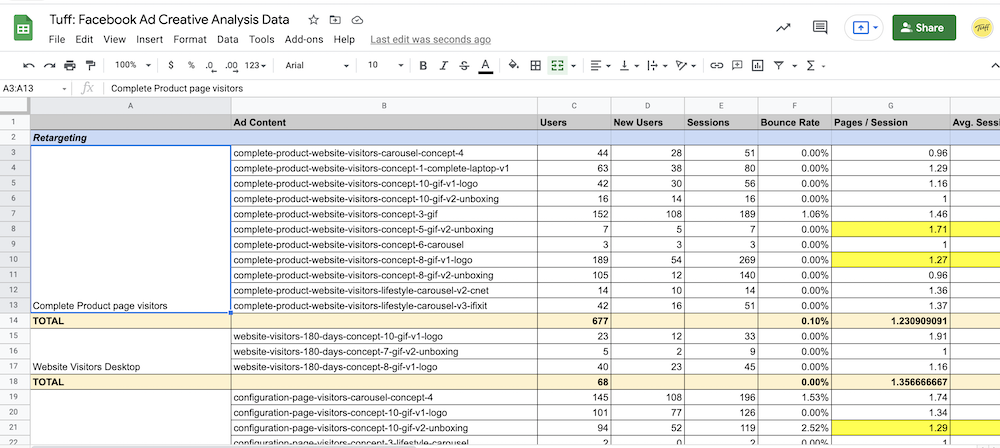 Tuff: Facebook Ad Creative Analysis Data
File Edit View Insert Format Data Tools Add-ons Help Last edit was seconds ago
Share
Tuff
100% $ % .0 .00 123 Arial 10 B I S A
A3:A13 fx Complete Product page visitors
A B C D E F G
1 Ad Content Users New Users Sessions Bounce Rate Pages / Session Avg. Sessi
2 Retargeting
3 complete-product-website-visitors-carousel-concept-4 44 28 51 0.00% 0.96
4 complete-product-website-visitors-concept-1-complete-laptop-v1 63 38 80 0.00% 1.29
5 complete-product-website-visitors-concept-10-gif-v1-logo 42 30 56 0.00% 1.16
6 complete-product-website-visitors-concept-10-gif-v2-unboxing 16 14 16 0.00% 1
7 complete-product-website-visitors-concept-3-gif 152 108 189 1.06% 1.46
8 complete-product-website-visitors-concept-5-gif-v2-unboxing 7 5 7 0.00% 1.71
9 complete-product-website-visitors-concept-6-carousel 3 3 3 0.00% 1
10 complete-product-website-visitors-concept-8-gif-v1-logo 189 54 269 0.00% 1.27
11 complete-product-website-visitors-concept-8-gif-v2-unboxing 105 12 140 0.00% 0.96
12 complete-product-website-visitors-lifestyle-carousel-v2-cnet 14 10 14 0.00% 1.36
13 Complete Product page visitors complete-product-website-visitors-lifestyle-carousel-v3-ifixit 42 16 51 0.00% 1.37
14 TOTAL 677 0.10% 1.230909091
15 website-visitors-180-days-concept-10-gif-v1-logo 23 12 33 0.00% 1.91
16 website-visitors-180-days-concept-7-gif-v2-unboxing 5 2 9 0.00% 1
17 Website Visitors Desktop website-visitors-180-days-concept-8-gif-v1-logo 40 23 45 0.00% 1.16
18 TOTAL 68 0.00% 1.356666667
19 configuration-page-visitors-carousel-concept-4 145 108 196 1.53% 1.74
20 configuration-page-visitors-concept-10-gif-v1-logo 101 77 126 0.00% 1.34
21 configuration-page-visitors-concept-10-gif-v2-unboxing 94 52 119 2.52% 1.29
22 configuration-page-visitors-concept-3-lifestyle-carousel 2 0 2 0.00% 1